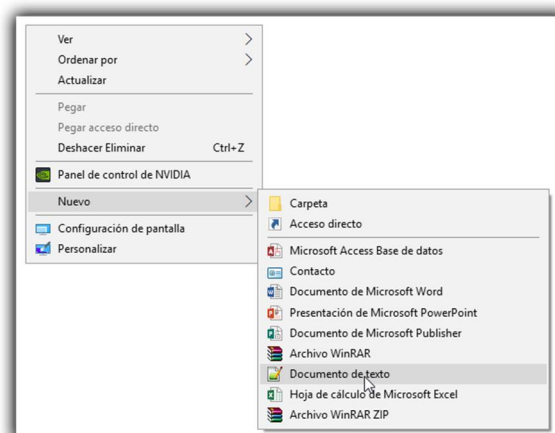 Ver
Ordenar por
Actualizar
Pegar
Pegar acceso directo
Deshacer Eliminar Ctrl+Z
Panel de control de NVIDIA
Nuevo
Configuración de pantalla
Personalizar
Carpeta
Acceso directo
Microsoft Access Base de datos
Contacto
Documento de Microsoft Word
Presentación de Microsoft PowerPoint
Documento de Microsoft Publisher
Archivo WinRAR
Documento de texto
Hoja de cálculo de Microsoft Excel
Archivo WinRAR ZIP